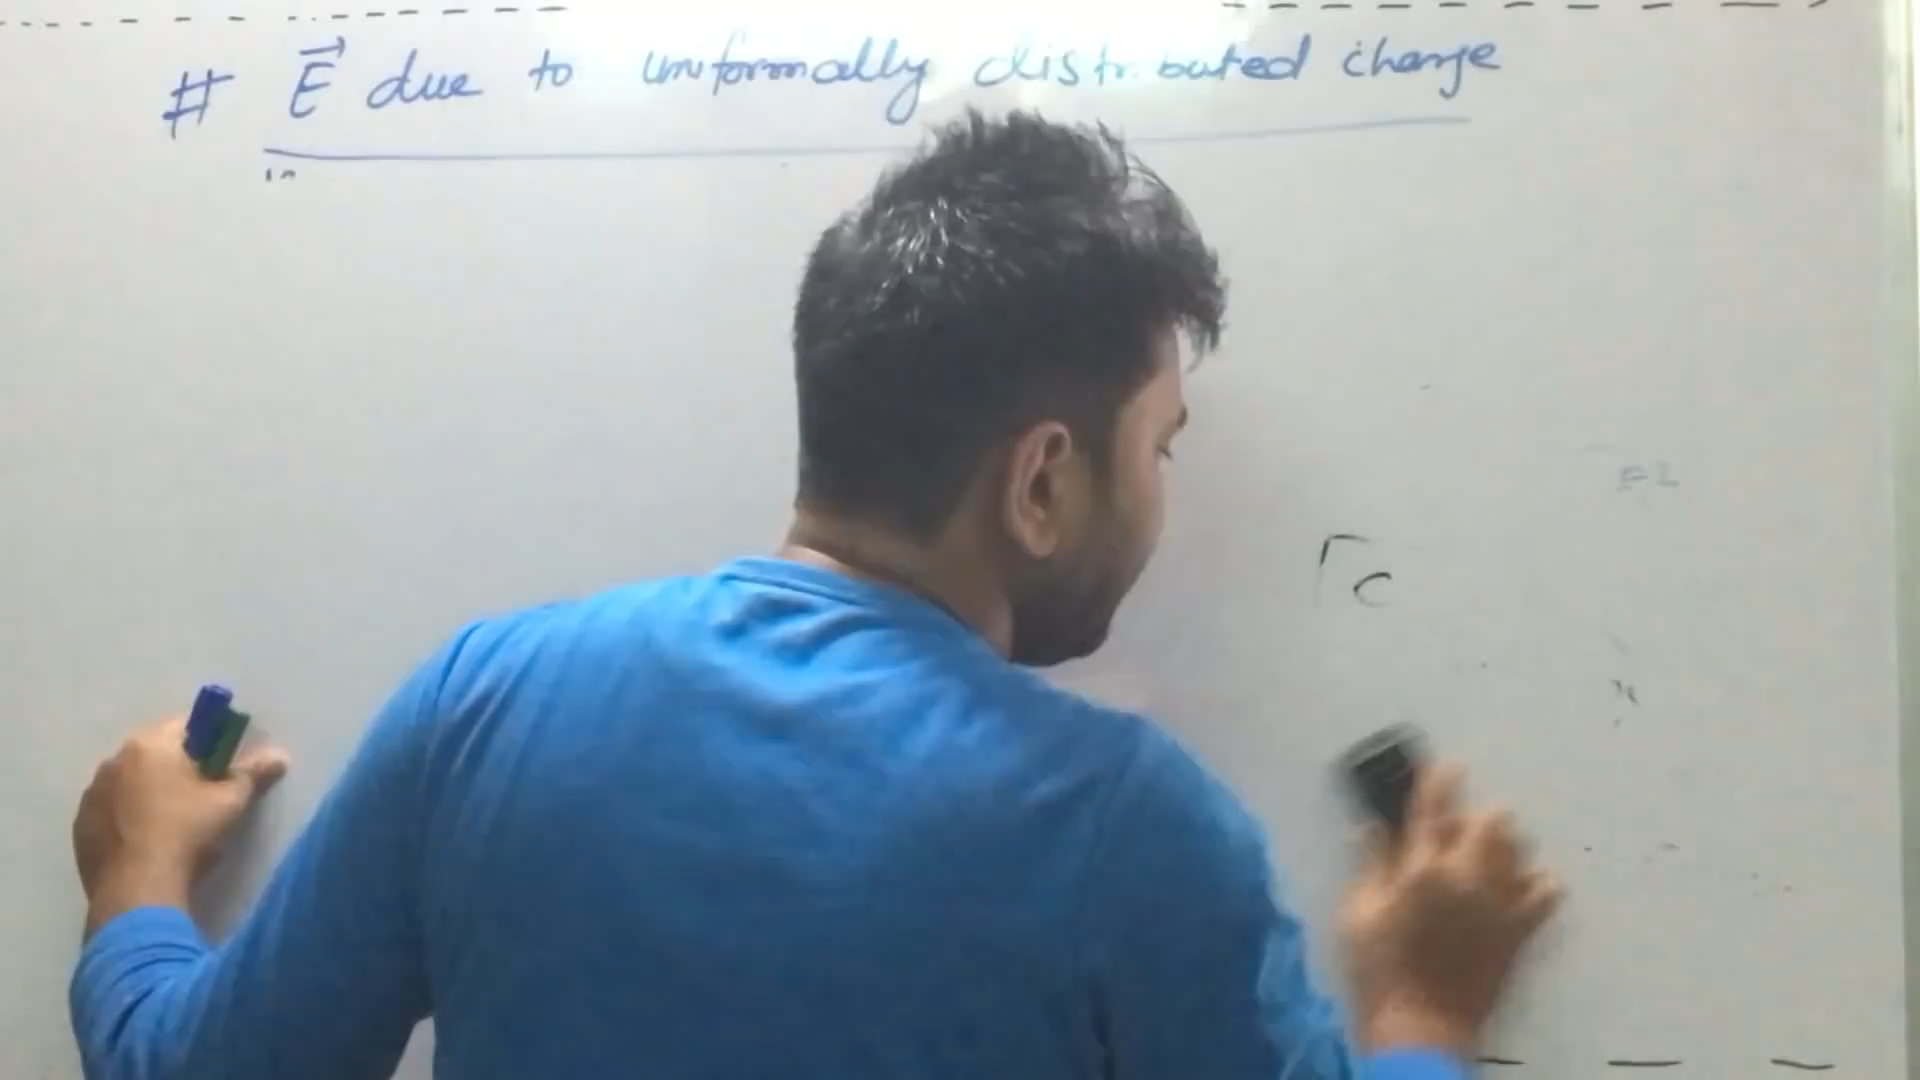 # E⃗ due to uniformally distributed charge